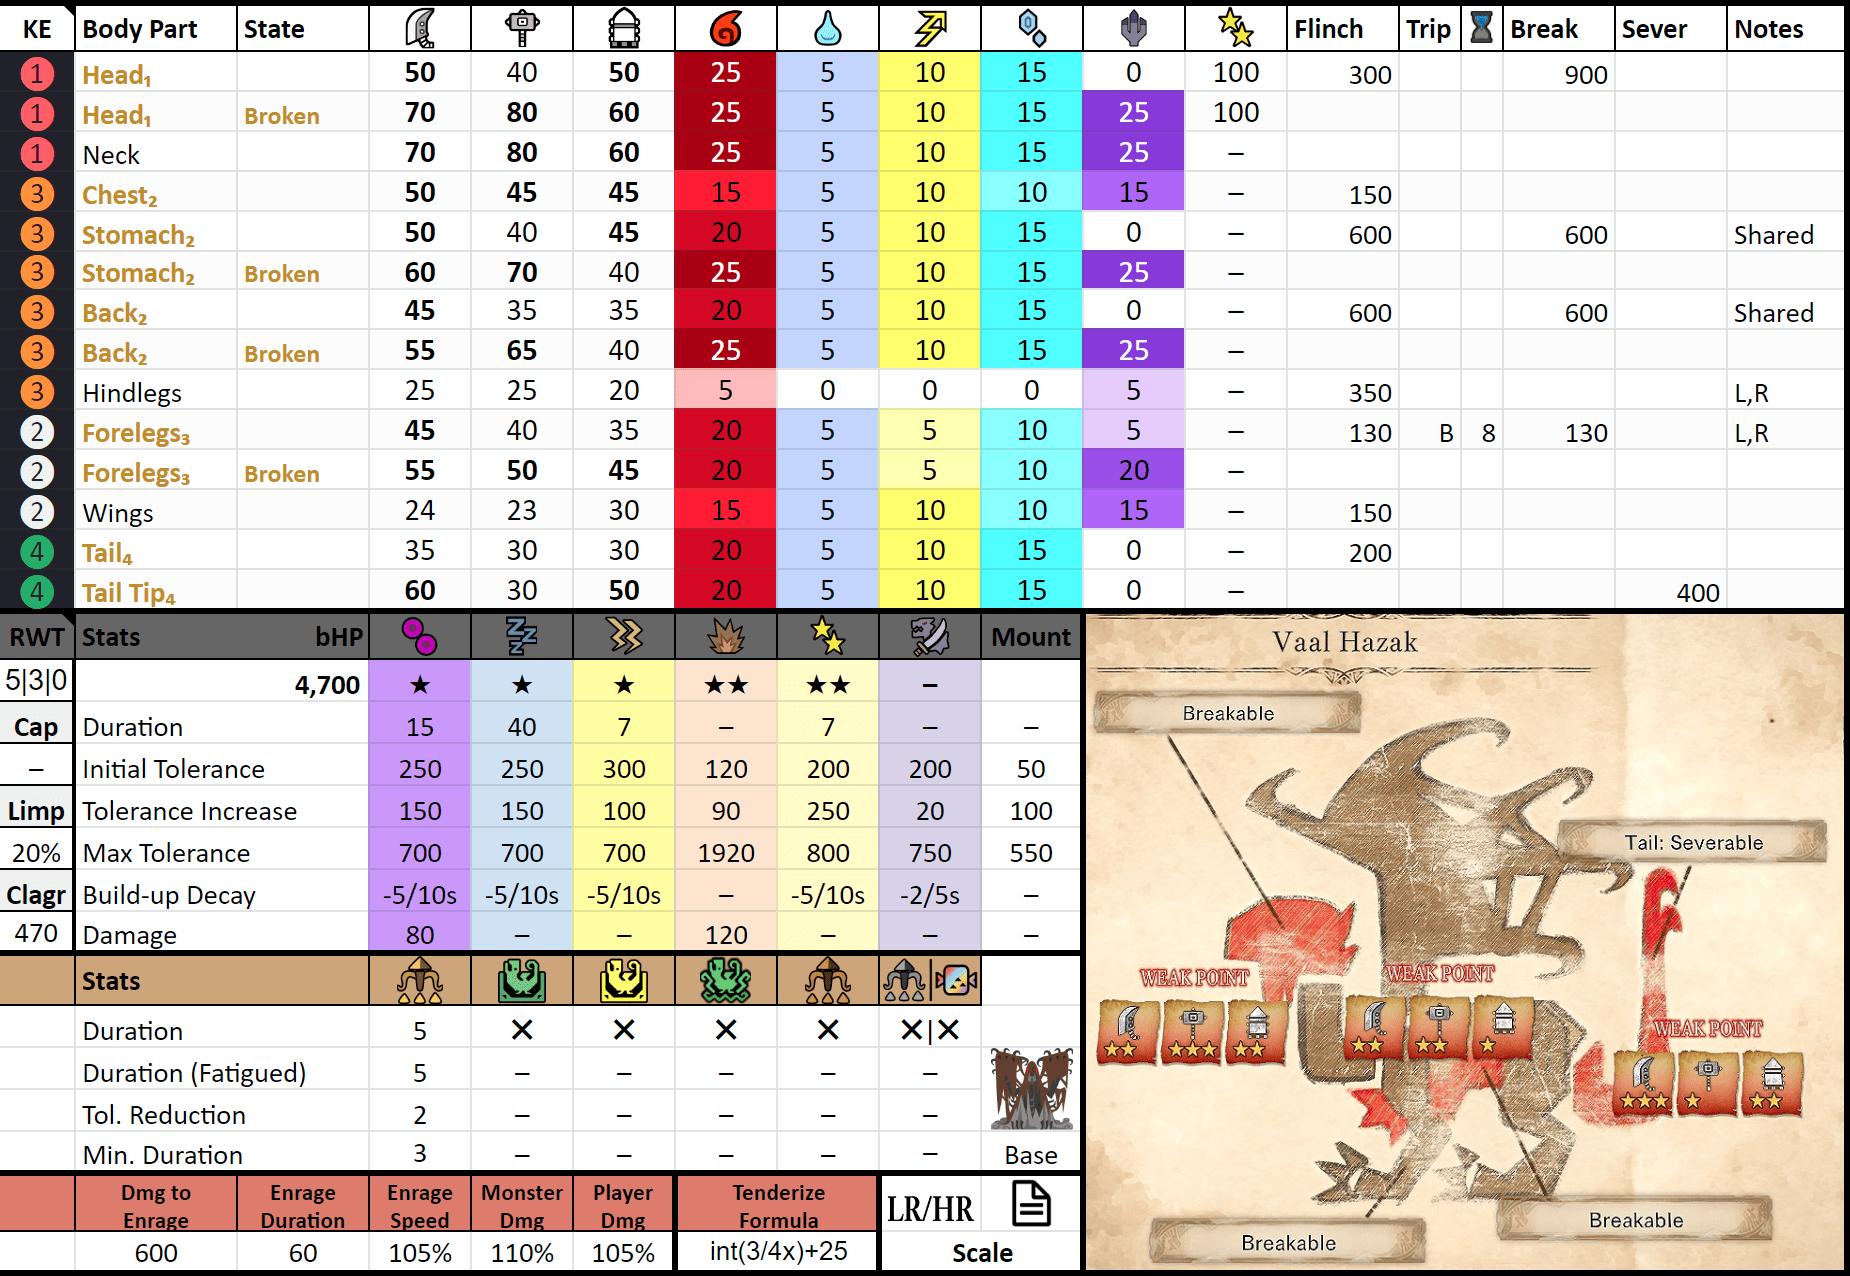 KE Body Part State Flinch Trip Break Sever Notes
1 Head₁ 50 40 50 25 5 10 15 0 100 300 900
1 Head₁ Broken 70 80 60 25 5 10 15 25 100
1 Neck 70 80 60 25 5 10 15 25 –
3 Chest₂ 50 45 45 15 5 10 10 15 – 150
3 Stomach₂ 50 40 45 20 5 10 15 0 – 600 600 Shared
3 Stomach₂ Broken 60 70 40 25 5 10 15 25 –
3 Back₂ 45 35 35 20 5 10 15 0 – 600 600 Shared
3 Back₂ Broken 55 65 40 25 5 10 15 25 –
3 Hindlegs 25 25 20 5 0 0 0 5 – 350 L,R
2 Forelegs₃ 45 40 35 20 5 5 10 5 – 130 B 8 130 L,R
2 Forelegs₃ Broken 55 50 45 20 5 5 10 20 –
2 Wings 24 23 30 15 5 10 10 15 – 150
4 Tail₄ 35 30 30 20 5 10 15 0 – 200
4 Tail Tip₄ 60 30 50 20 5 10 15 0 – 400
RWT Stats bHP Mount
5|3|0 4,700 ★ ★ ★ ★★ ★★ –
Cap Duration 15 40 7 – 7 – –
– Initial Tolerance 250 250 300 120 200 200 50
Limp Tolerance Increase 150 150 100 90 250 20 100
20% Max Tolerance 700 700 700 1920 800 750 550
Clagr Build-up Decay -5/10s -5/10s -5/10s – -5/10s -2/5s –
470 Damage 80 – – 120 – – –
Stats
Duration 5 ✕ ✕ ✕ ✕ ✕|✕
Duration (Fatigued) 5 – – – – –
Tol. Reduction 2 – – – – –
Min. Duration 3 – – – – – Base
Dmg to Enrage Enrage Duration Enrage Speed Monster Dmg Player Dmg Tenderize Formula LR/HR
600 60 105% 110% 105% int(3/4x)+25 Scale
Vaal Hazak
Breakable
Tail: Severable
WEAK POINT
WEAK POINT
WEAK POINT
Breakable
Breakable